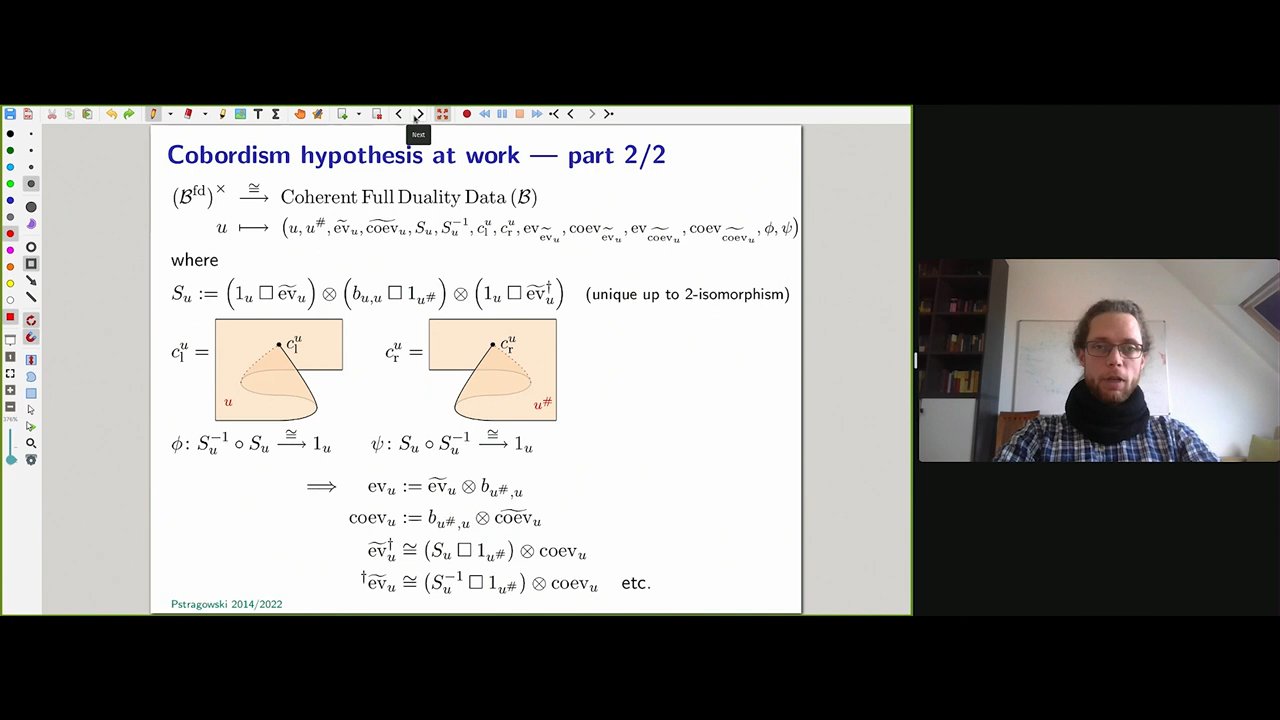 Next
Cobordism hypothesis at work — part 2/2
(𝓑^fd)^× ≅⟶ Coherent Full Duality Data (𝓑)
u ⟼ (u, u^#, ẽv_u, c͠oev_u, S_u, S_u^{-1}, c_l^u, c_r^u, ev_{ẽv_u}, coev_{ẽv_u}, ev_{c͠oev_u}, coev_{c͠oev_u}, ϕ, ψ)
where
S_u := (1_u □ ẽv_u) ⊗ (b_{u,u} □ 1_{u^#}) ⊗ (1_u □ ẽv_u^†) (unique up to 2-isomorphism)
c_l^u = c_l^u u c_r^u = c_r^u u^#
ϕ: S_u^{-1} ∘ S_u ≅⟶ 1_u ψ: S_u ∘ S_u^{-1} ≅⟶ 1_u
⟹ ev_u := ẽv_u ⊗ b_{u^#,u}
coev_u := b_{u^#,u} ⊗ c͠oev_u
ẽv_u^† ≅ (S_u □ 1_{u^#}) ⊗ coev_u
^†ẽv_u ≅ (S_u^{-1} □ 1_{u^#}) ⊗ coev_u etc.
Pstragowski 2014/2022